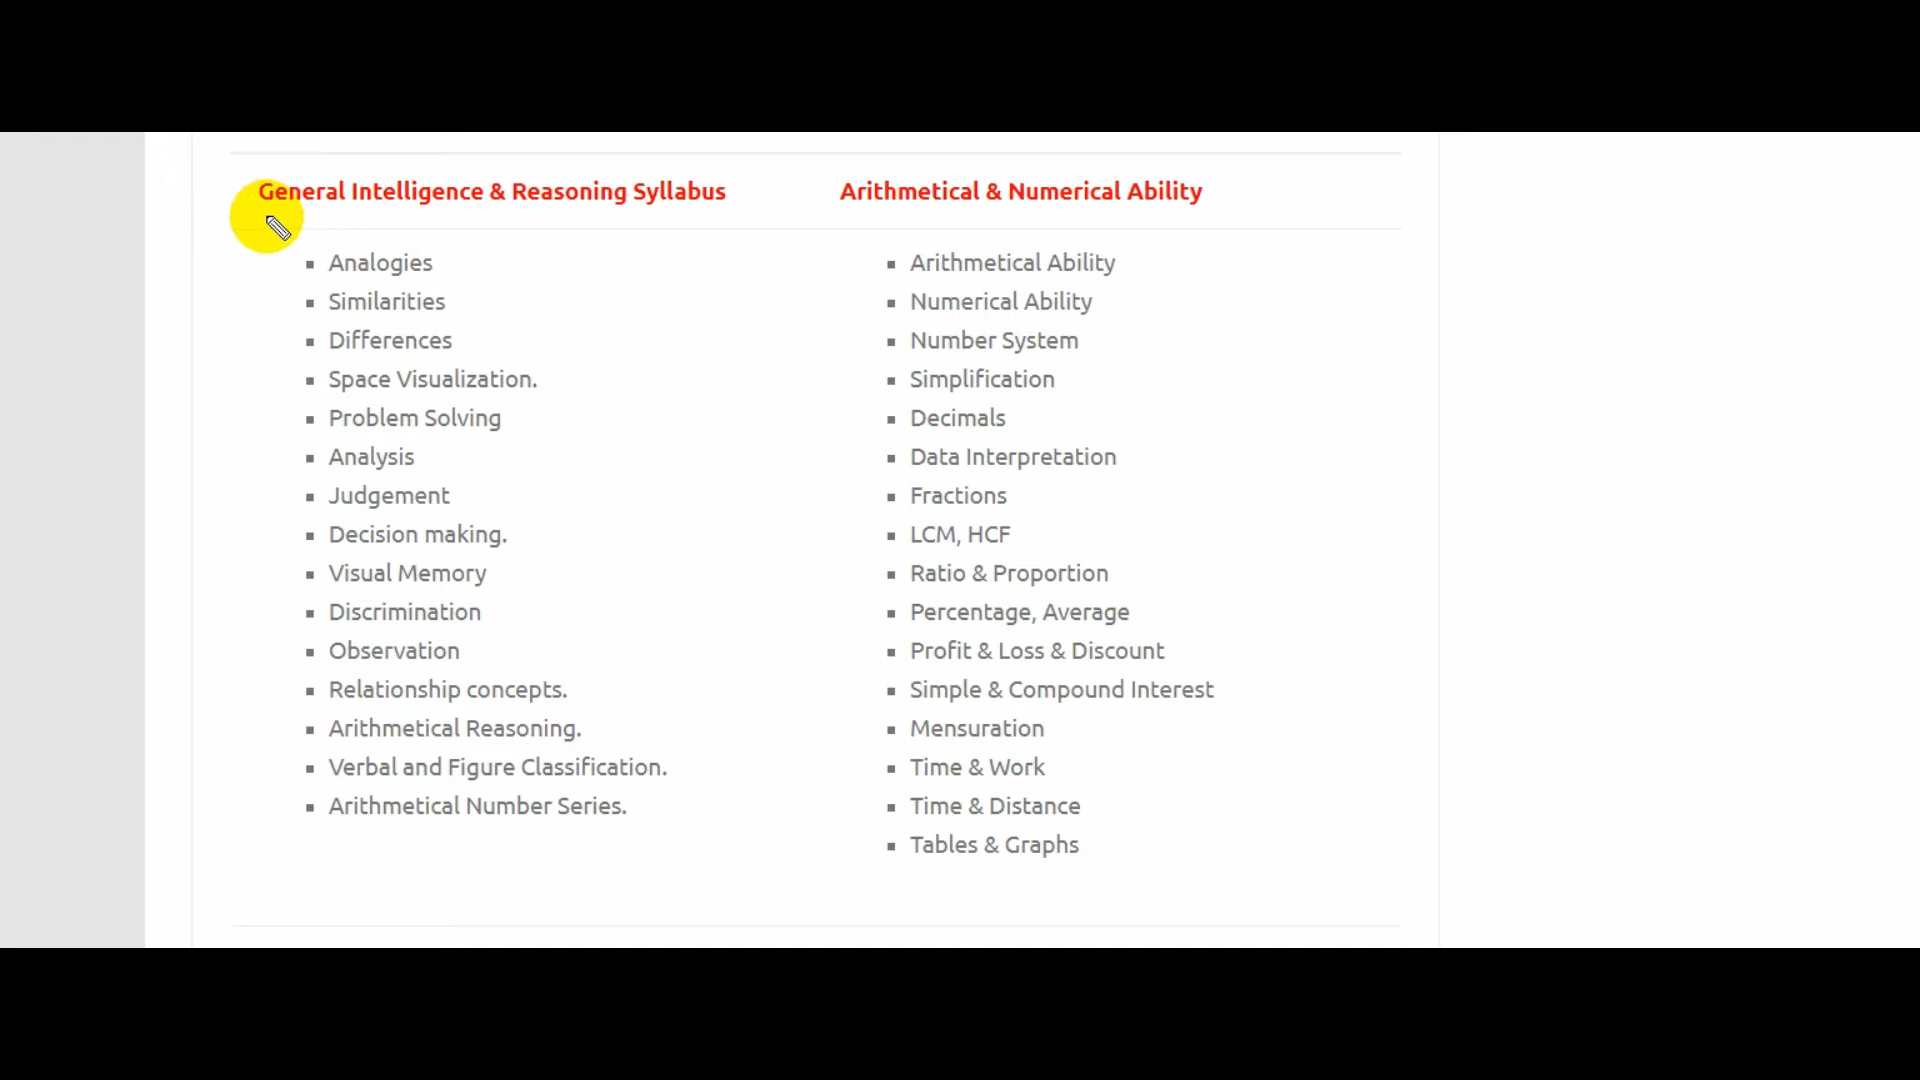 General Intelligence & Reasoning Syllabus
Analogies
Similarities
Differences
Space Visualization.
Problem Solving
Analysis
Judgement
Decision making.
Visual Memory
Discrimination
Observation
Relationship concepts.
Arithmetical Reasoning.
Verbal and Figure Classification.
Arithmetical Number Series.
Arithmetical & Numerical Ability
Arithmetical Ability
Numerical Ability
Number System
Simplification
Decimals
Data Interpretation
Fractions
LCM, HCF
Ratio & Proportion
Percentage, Average
Profit & Loss & Discount
Simple & Compound Interest
Mensuration
Time & Work
Time & Distance
Tables & Graphs